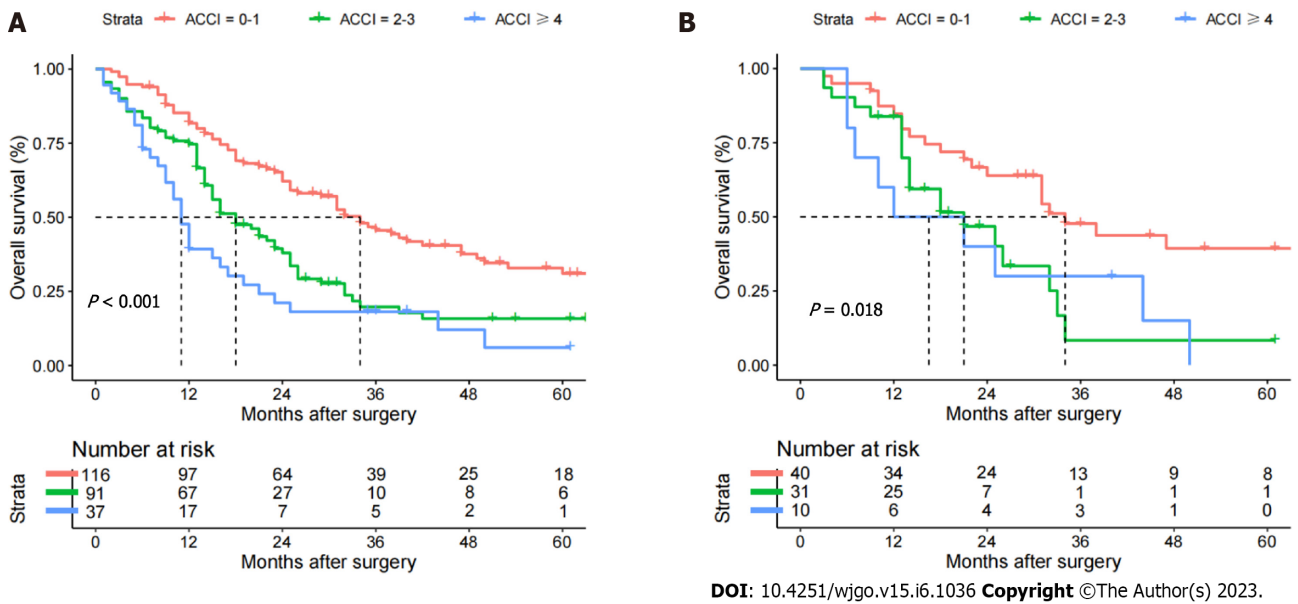 A
Strata ACCI = 0-1 ACCI = 2-3 ACCI ⩾ 4
Overall survival (%)
1.00
0.75
0.50
0.25
0.00
P < 0.001
0 12 24 36 48 60
Months after surgery
Number at risk
Strata
116 97 64 39 25 18
91 67 27 10 8 6
37 17 7 5 2 1
0 12 24 36 48 60
Months after surgery
B
Strata ACCI = 0-1 ACCI = 2-3 ACCI ⩾ 4
Overall survival (%)
1.00
0.75
0.50
0.25
0.00
P = 0.018
0 12 24 36 48 60
Months after surgery
Number at risk
Strata
40 34 24 13 9 8
31 25 7 1 1 1
10 6 4 3 1 0
0 12 24 36 48 60
Months after surgery
DOI: 10.4251/wjgo.v15.i6.1036 Copyright ©The Author(s) 2023.